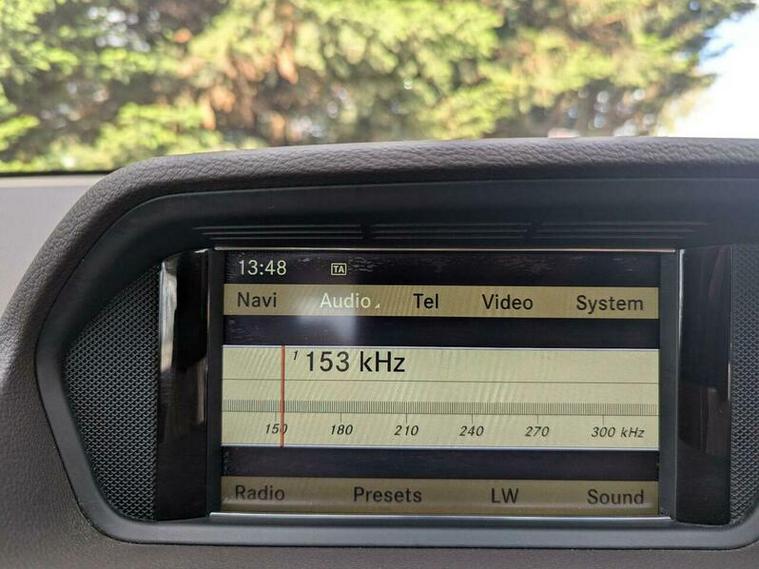 13:48 TA
Navi Audio Tel Video System
1 153 kHz
150 180 210 240 270 300 kHz
Radio Presets LW Sound